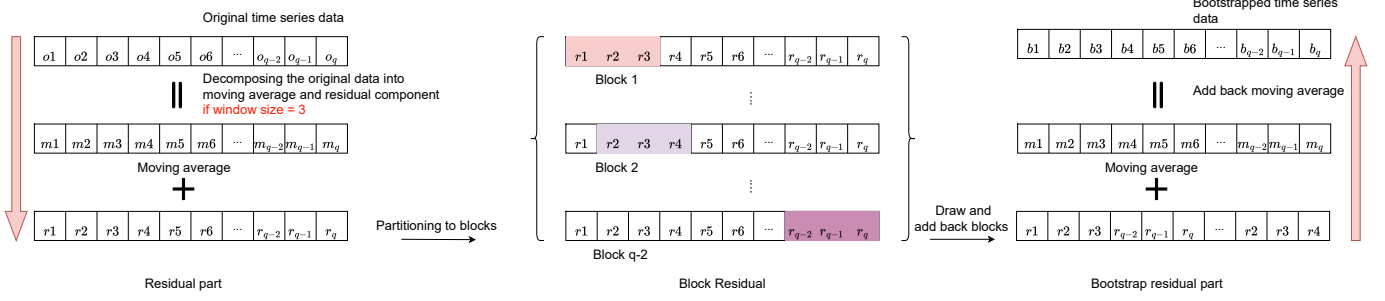 Original time series data
o1 o2 o3 o4 o5 o6 ... o_{q-2} o_{q-1} o_q
Decomposing the original data into
moving average and residual component
if window size = 3
m1 m2 m3 m4 m5 m6 ... m_{q-2} m_{q-1} m_q
Moving average
+
r1 r2 r3 r4 r5 r6 ... r_{q-2} r_{q-1} r_q
Residual part
Partitioning to blocks
r1 r2 r3 r4 r5 r6 ... r_{q-2} r_{q-1} r_q
Block 1
r1 r2 r3 r4 r5 r6 ... r_{q-2} r_{q-1} r_q
Block 2
r1 r2 r3 r4 r5 r6 ... r_{q-2} r_{q-1} r_q
Block q-2
Block Residual
Draw and
add back blocks
Bootstrapped time series
data
b1 b2 b3 b4 b5 b6 ... b_{q-2} b_{q-1} b_q
Add back moving average
m1 m2 m3 m4 m5 m6 ... m_{q-2} m_{q-1} m_q
Moving average
+
r1 r2 r3 r_{q-2} r_{q-1} r_q ... r2 r3 r4
Bootstrap residual part